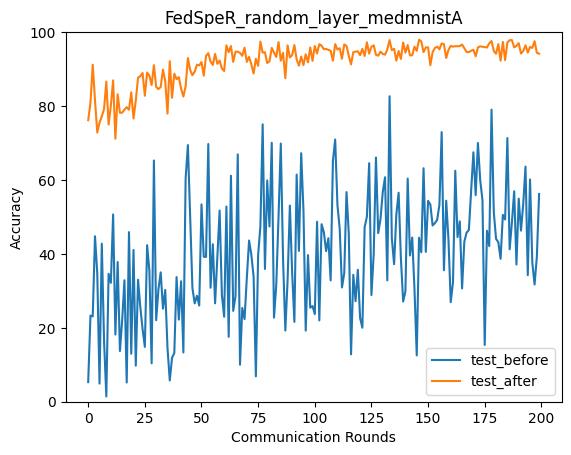 FedSpeR_random_layer_medmnistA
Accuracy
100
80
60
40
20
0
0 25 50 75 100 125 150 175 200
Communication Rounds
test_before
test_after